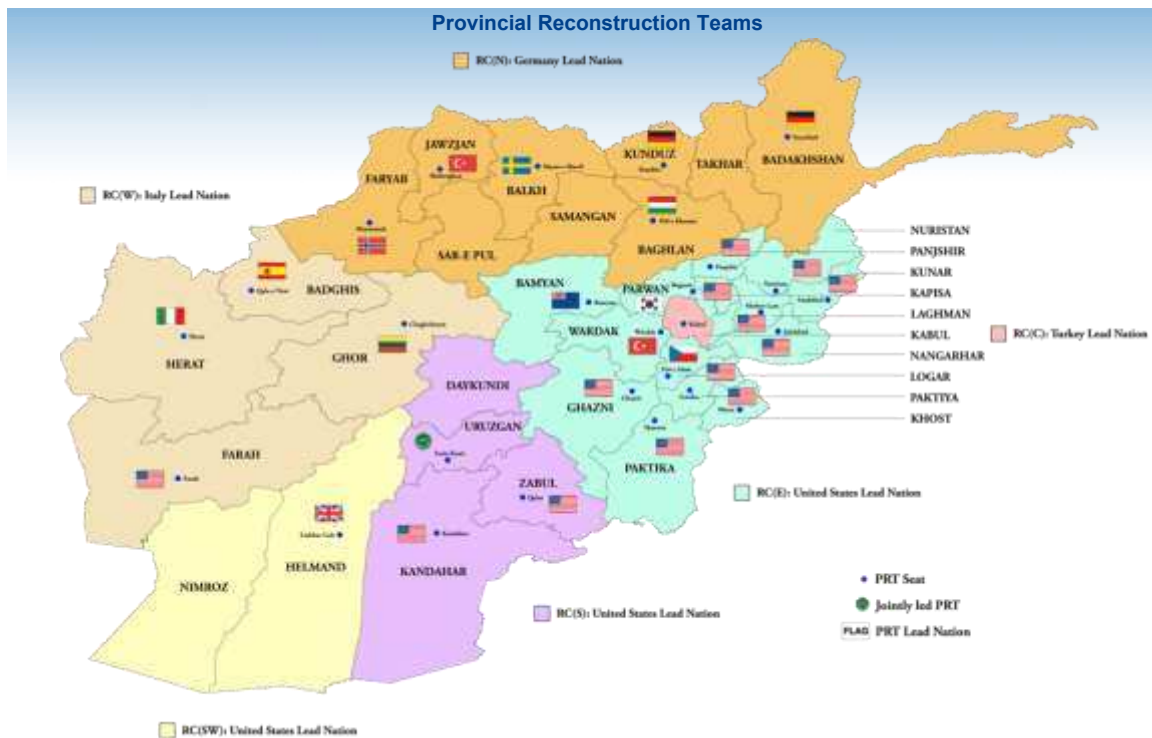 Provincial Reconstruction Teams
RC(N): Germany Lead Nation
JAWZJAN
KUNDUZ
TAKHAR
BADAKHSHAN
FARYAB
BALKH
RC(W): Italy Lead Nation
SAMANGAN
SAR-E PUL
BAGHLAN
NURISTAN
PANJSHIR
KUNAR
KAPISA
LAGHMAN
KABUL
NANGARHAR
LOGAR
PAKTIYA
KHOST
RC(C): Turkey Lead Nation
BADGHIS
BAMYAN
PARWAN
WARDAK
HERAT
GHOR
DAYKUNDI
GHAZNI
URUZGAN
FARAH
Farah
ZABUL
PAKTIKA
RC(E): United States Lead Nation
HELMAND
NIMROZ
KANDAHAR
RC(S): United States Lead Nation
PRT Seat
Jointly led PRT
FLAG PRT Lead Nation
RC(SW): United States Lead Nation